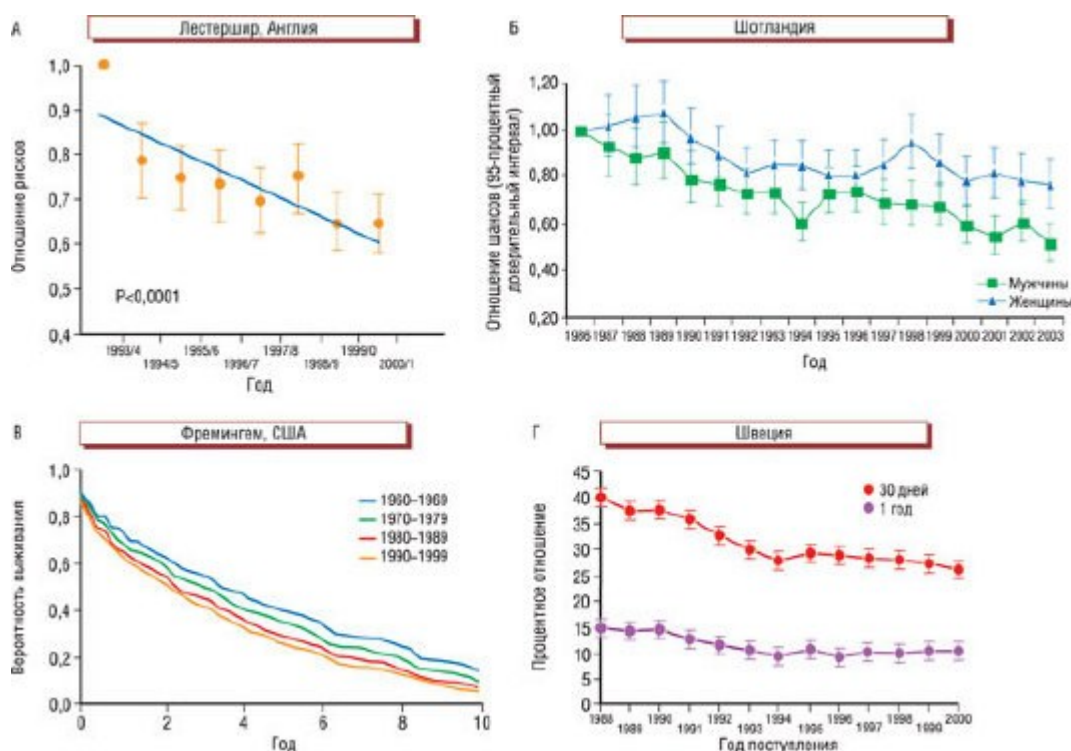 А
Лестершир, Англия
Отношение рисков
1,0
0,9
0,8
0,7
0,6
0,5
0,4
P<0,0001
1993/4
1994/5
1995/6
1996/7
1997/8
1998/9
1999/0
2000/1
Год
Б
Шотландия
Отношение шансов (95-процентный
доверительный интервал)
1,20
1,00
0,80
0,60
0,40
0,20
Мужчины
Женщины
1986 1987 1988 1989 1990 1991 1992 1993 1994 1995 1996 1997 1998 1999 2000 2001 2002 2003
Год
В
Фремингем, США
Вероятность выживания
1,0
0,8
0,6
0,4
0,2
0,0
1960–1969
1970–1979
1980–1989
1990–1999
0 2 4 6 8 10
Год
Г
Швеция
Процентное отношение
45
40
35
30
25
20
15
10
5
0
30 дней
1 год
1988 1989 1990 1991 1992 1993 1994 1995 1996 1997 1998 1999 2000
Год поступления